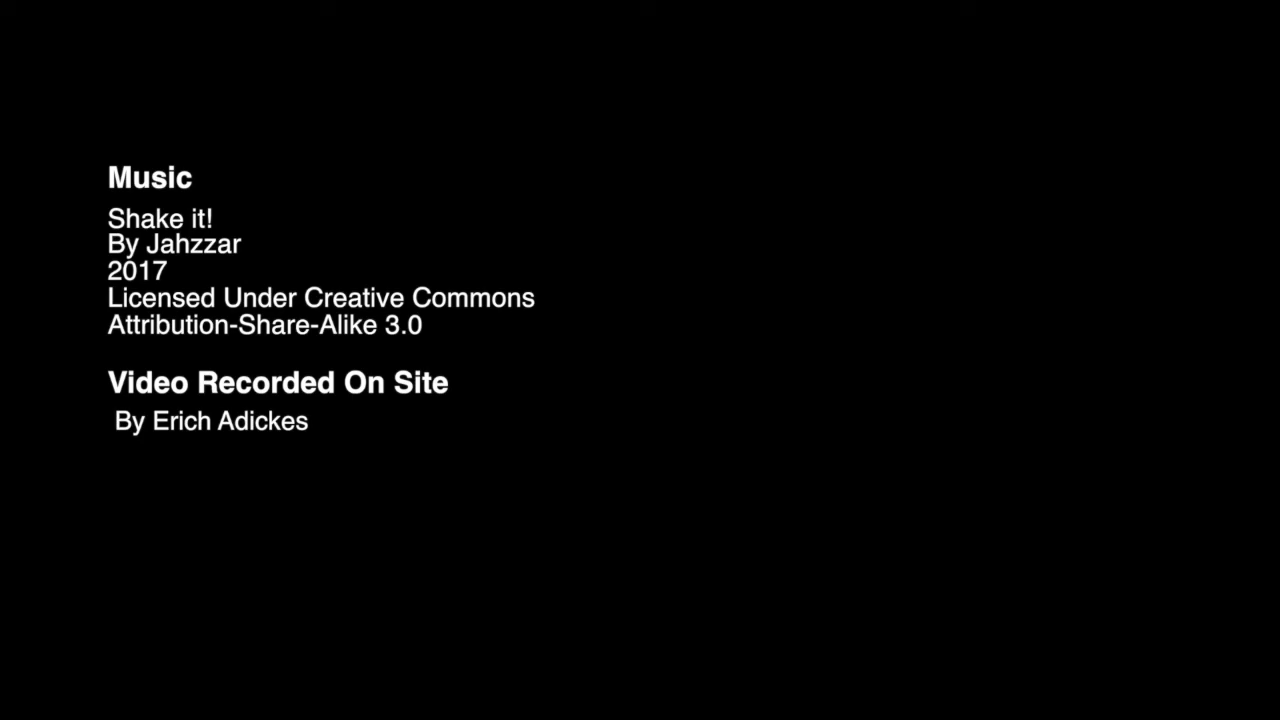 Music
Shake it!
By Jahzzar
2017
Licensed Under Creative Commons
Attribution-Share-Alike 3.0
Video Recorded On Site
By Erich Adickes